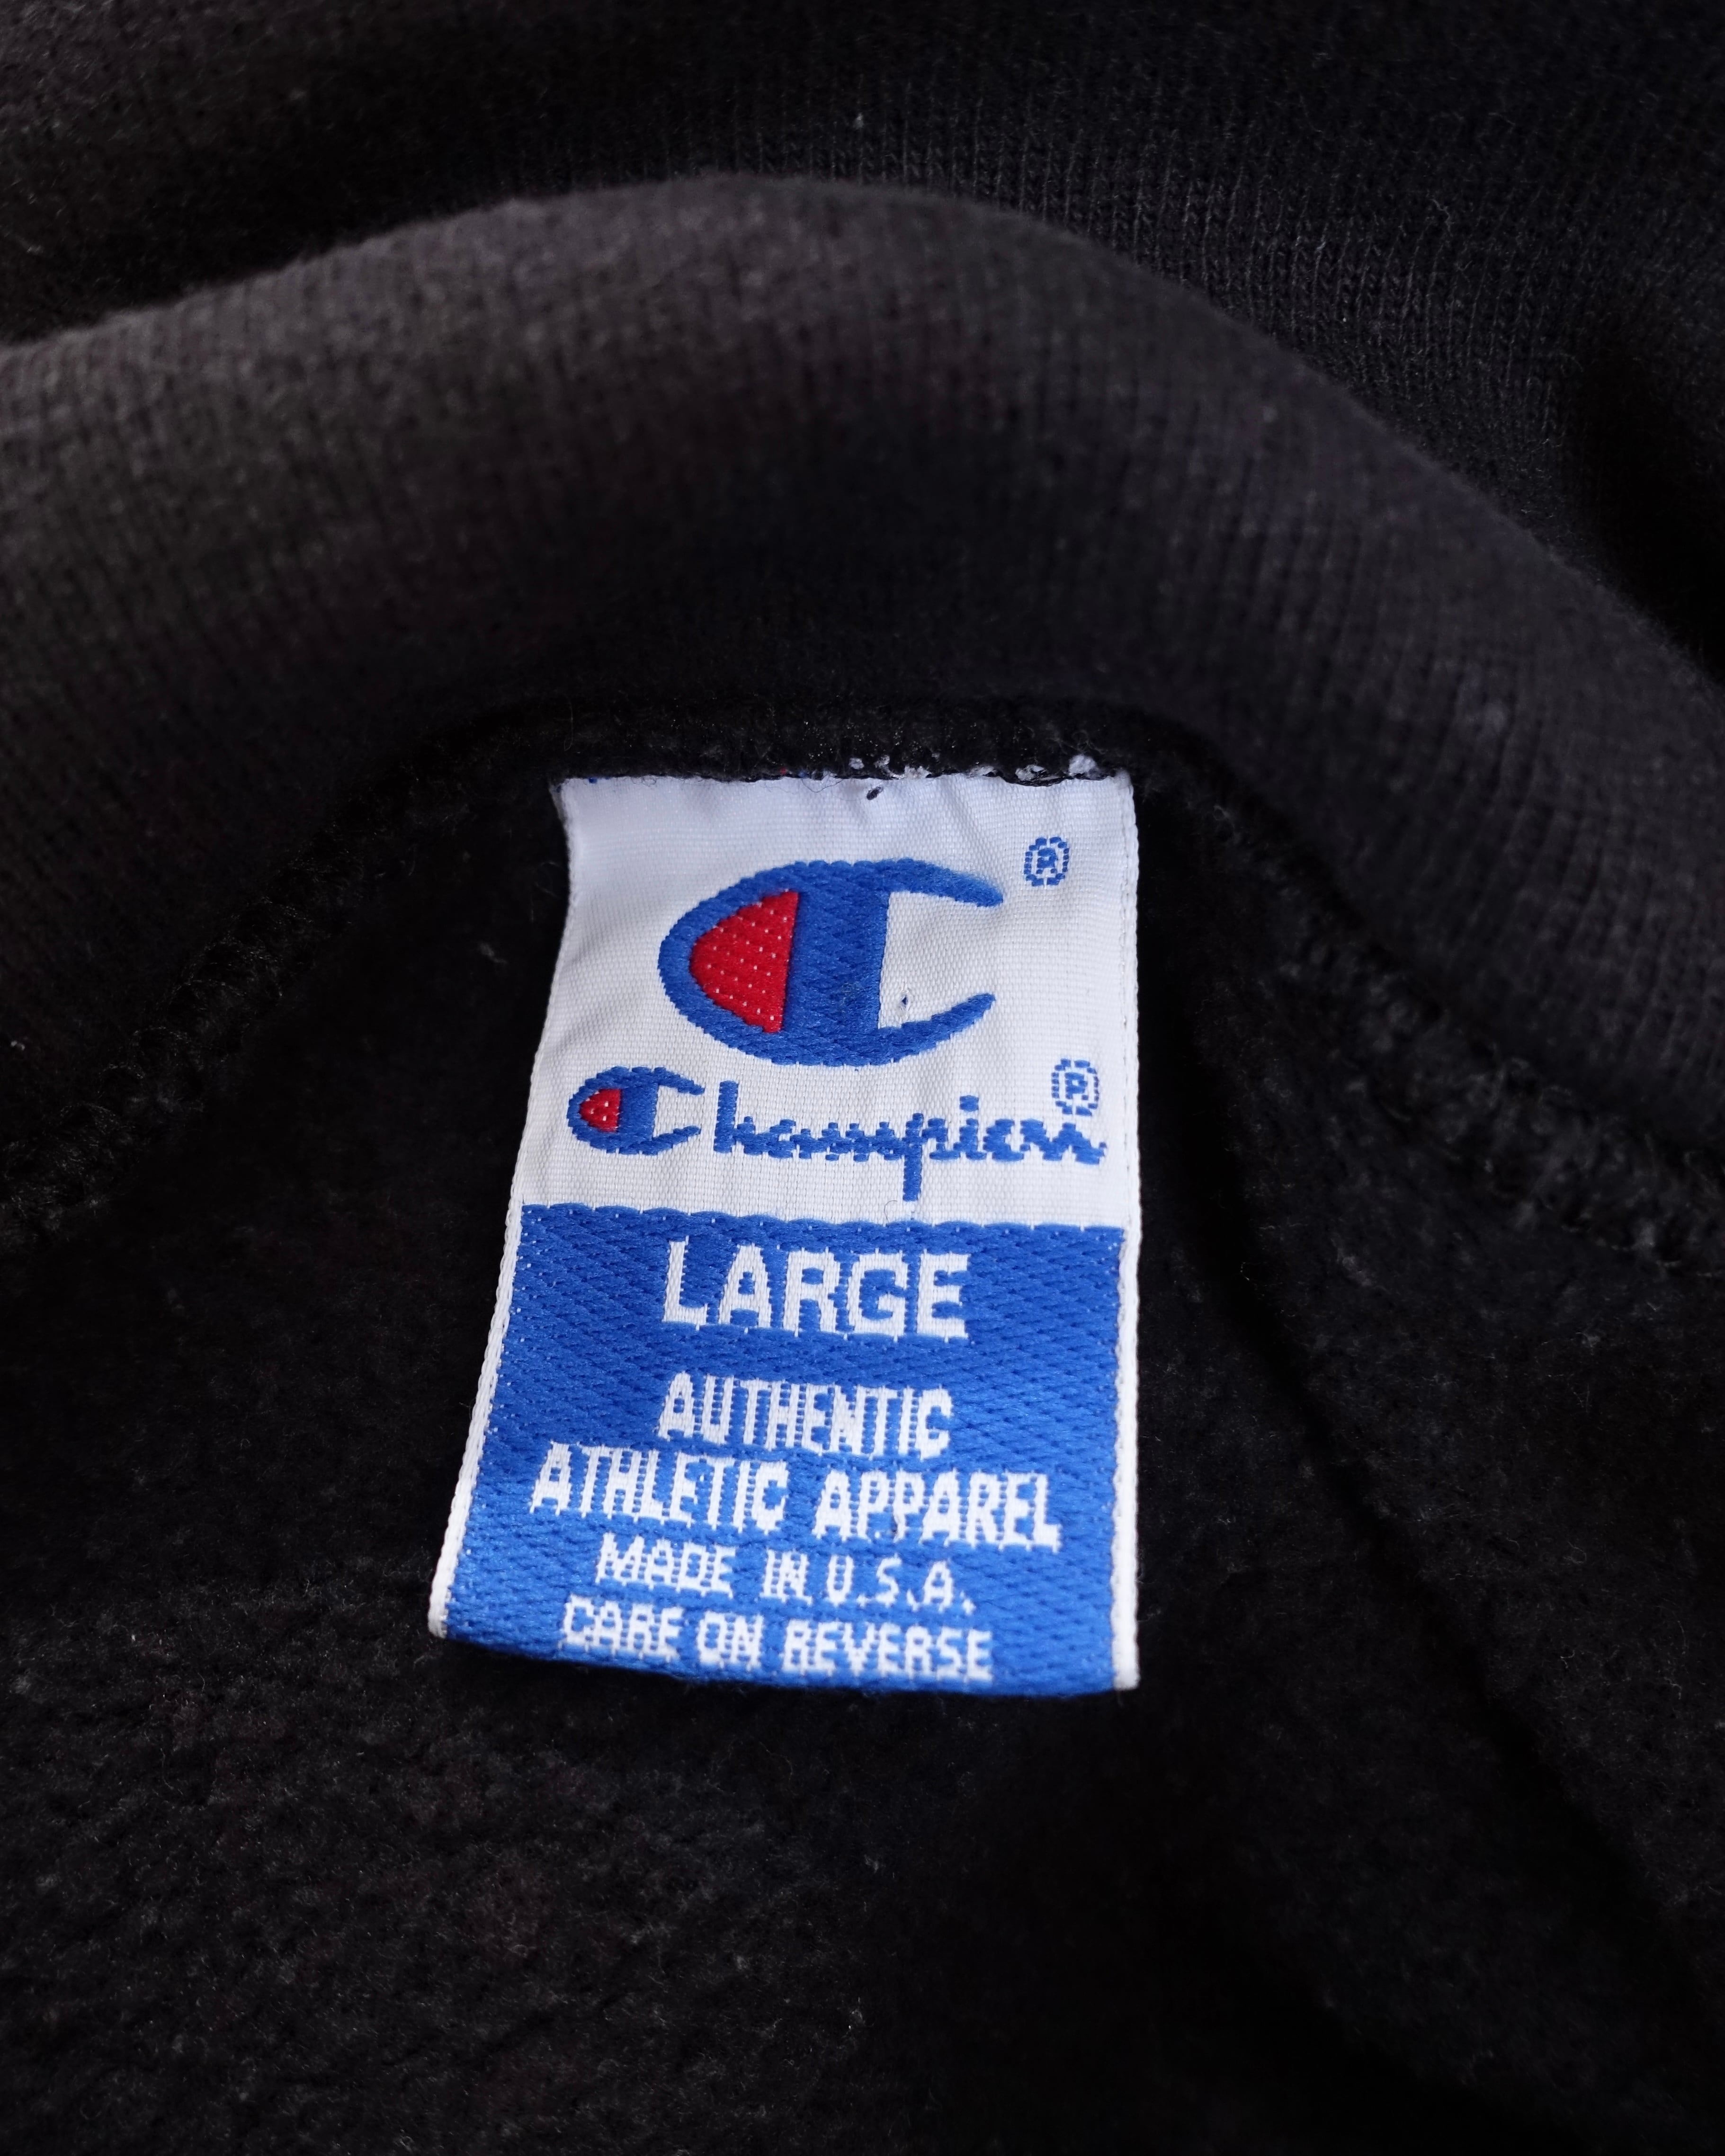 ®
Champion®
LARGE
AUTHENTIC
ATHLETIC APPAREL
MADE IN U.S.A.
CARE ON REVERSE